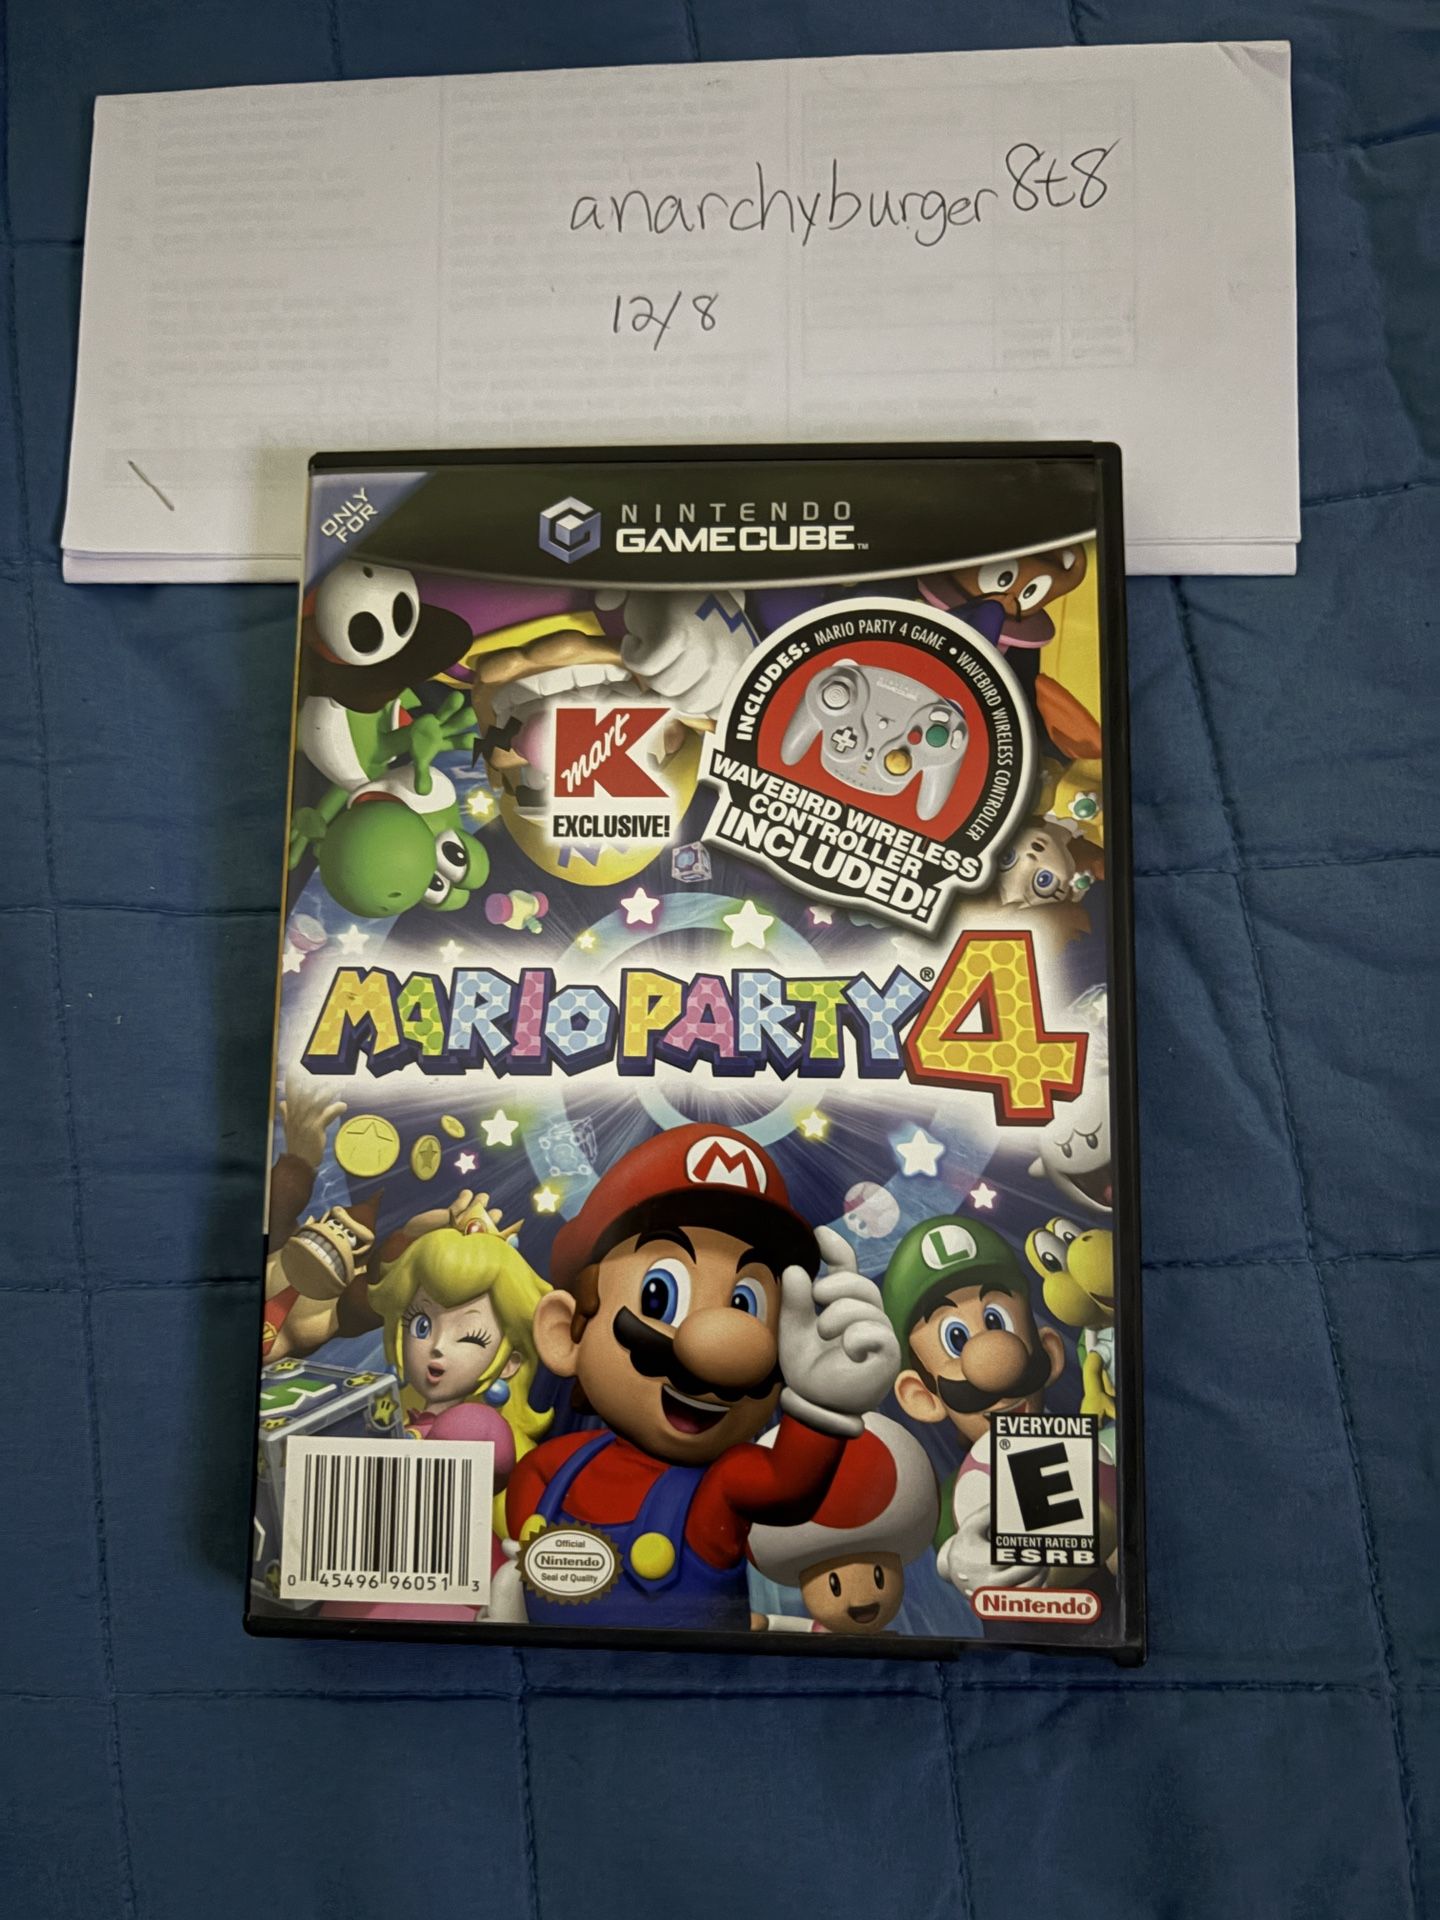 anarchyburger8t8
12/8
ONLY
FOR
NINTENDO
GAMECUBE™
INCLUDES: MARIO PARTY 4 GAME • WAVEBIRD WIRELESS CONTROLLER
WAVEBIRD WIRELESS
CONTROLLER
INCLUDED!
K
mart
EXCLUSIVE!
MARIO PARTY® 4
M
L
EVERYONE
E®
CONTENT RATED BY
ESRB
Official
Nintendo
Seal of Quality
0 45496 96051 3
Nintendo®